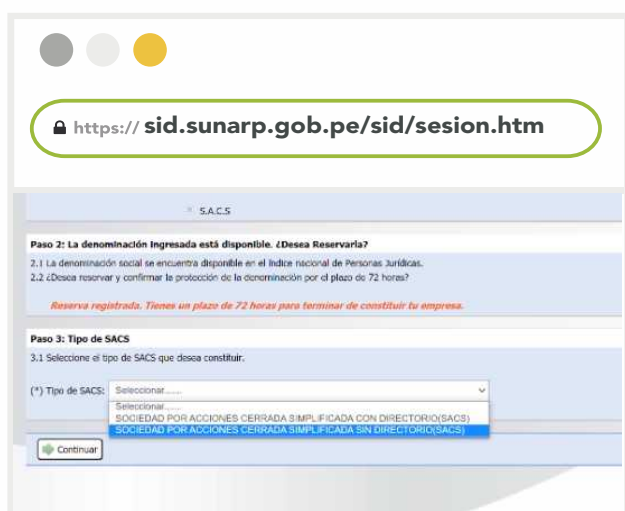 https:// sid.sunarp.gob.pe/sid/sesion.htm
S.A.C.S
Paso 2: La denominación Ingresada está disponible. ¿Desea Reservarla?
2.1 La denominación social se encuentra disponible en el índice nacional de Personas Jurídicas.
2.2 ¿Desea reservar y confirmar la protección de la denominación por el plazo de 72 horas?
Reserva registrada. Tienes un plazo de 72 horas para terminar de constituir tu empresa.
Paso 3: Tipo de SACS
3.1 Seleccione el tipo de SACS que desea constituir.
(*) Tipo de SACS: Seleccionar.......
Seleccionar.......
SOCIEDAD POR ACCIONES CERRADA SIMPLIFICADA CON DIRECTORIO(SACS)
SOCIEDAD POR ACCIONES CERRADA SIMPLIFICADA SIN DIRECTORIO(SACS)
Continuar